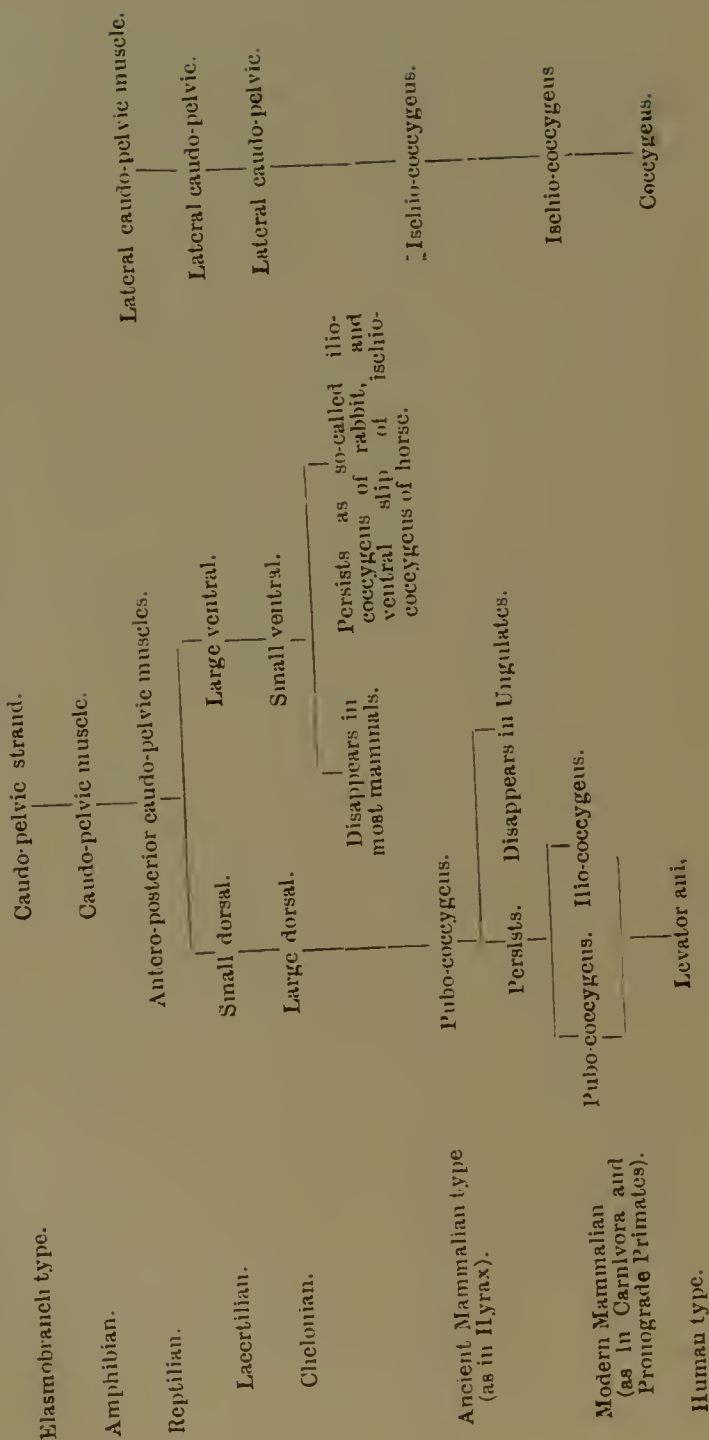 Elasmobranch type.
Caudo-pelvic strand.
Amphibian.
Caudo-pelvic muscle.
Reptilian.
Antero-posterior caudo-pelvic muscles.
Lateral caudo-pelvic muscle.
Lacertilian.
Small dorsal.
Large ventral.
Lateral caudo-pelvic.
Chelonian.
Large dorsal.
Small ventral.
Lateral caudo-pelvic.
Disappears in
most mammals.
Persists as so-called ilio-
coccygeus of rabbit, and
ventral slip of ischio-
coccygeus of horse.
Ancient Mammalian type
(as in Hyrax).
Pubo-coccygeus.
Ischio-coccygeus.
Persists.
Disappears in Ungulates.
Modern Mammalian
(as in Carnivora and
Pronograde Primates).
Pubo-coccygeus.
Ilio-coccygeus.
Ischio-coccygeus
Human type.
Levator ani.
Coccygeus.